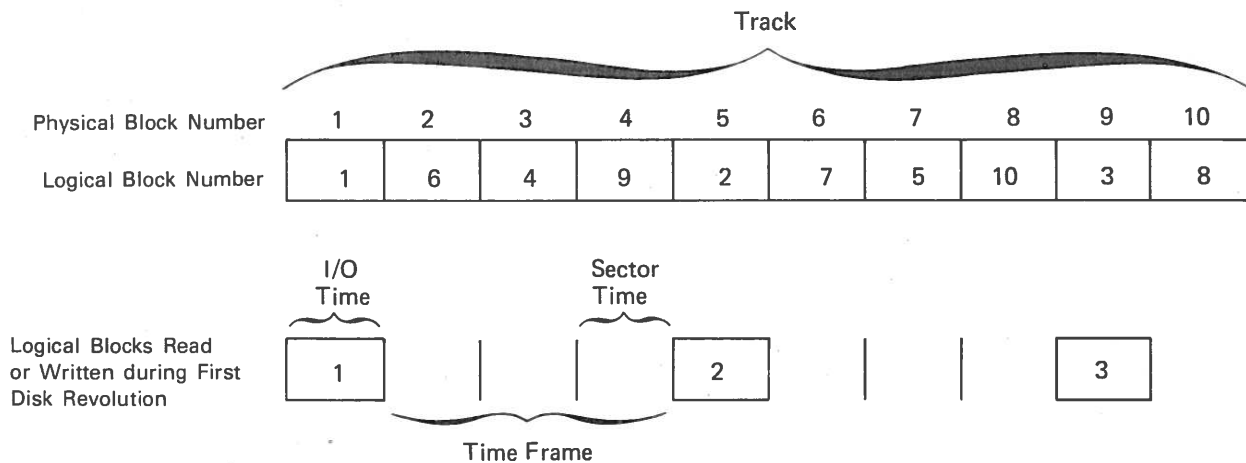 Track
Physical Block Number 1 2 3 4 5 6 7 8 9 10
Logical Block Number 1 6 4 9 2 7 5 10 3 8
I/O
Time
Sector
Time
Logical Blocks Read
or Written during First
Disk Revolution
1 2 3
Time Frame